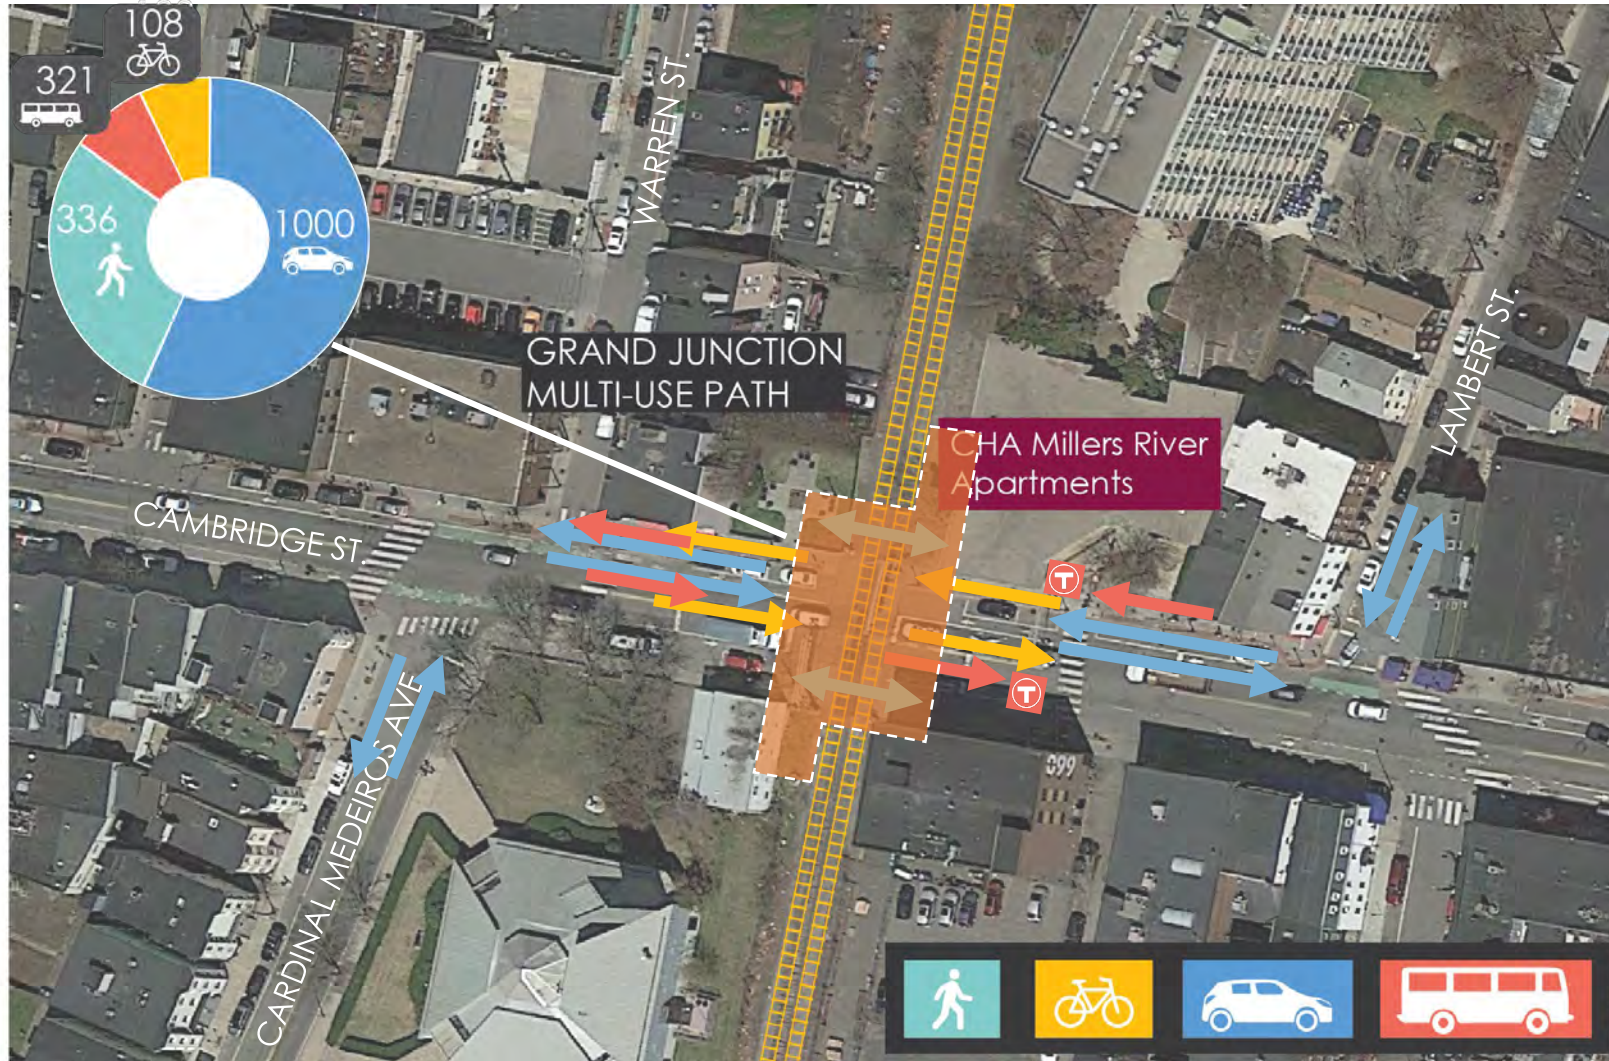 108
321
336
1000
WARREN ST.
GRAND JUNCTION
MULTI-USE PATH
CHA Millers River
Apartments
LAMBERT ST.
CAMBRIDGE ST.
T
T
CARDINAL MEDEIROS AVE
099